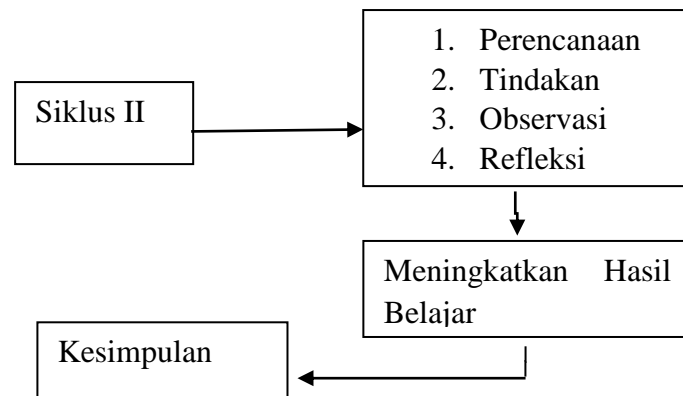 1. Perencanaan
2. Tindakan
3. Observasi
4. Refleksi
Siklus II
Meningkatkan Hasil
Belajar
Kesimpulan